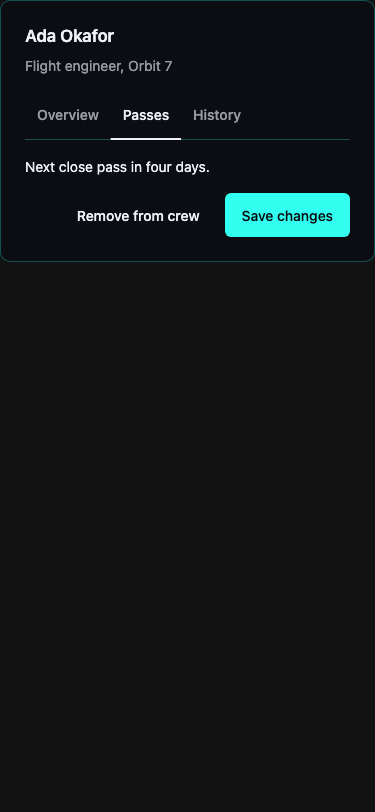 Ada Okafor
Flight engineer, Orbit 7
Overview Passes History
Next close pass in four days.
Remove from crew Save changes